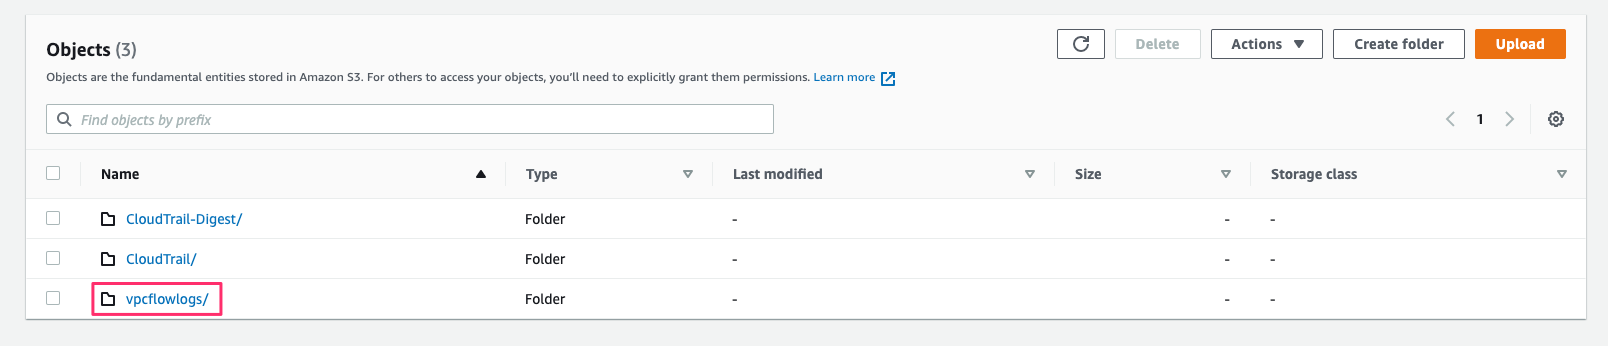 Objects (3)
Delete
Actions
Create folder
Upload
Objects are the fundamental entities stored in Amazon S3. For others to access your objects, you'll need to explicitly grant them permissions. Learn more
Find objects by prefix
1
Name Type Last modified Size Storage class
CloudTrail-Digest/ Folder - - -
CloudTrail/ Folder - - -
vpcflowlogs/ Folder - - -